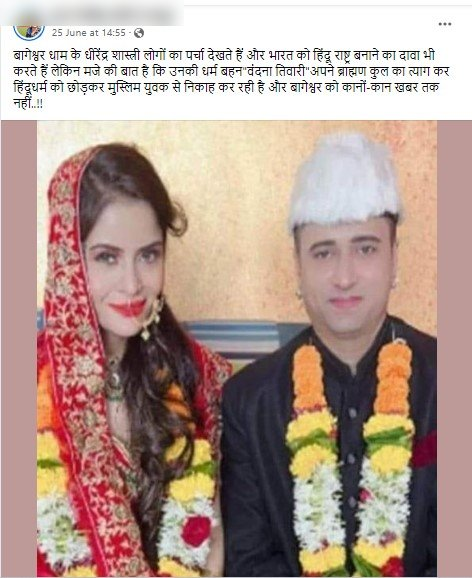 25 June at 14:55 ·
बागेश्वर धाम के धीरेंद्र शास्त्री लोगों का पर्चा देखते हैं और भारत को हिंदू राष्ट्र बनाने का दावा भी
करते हैं लेकिन मजे की बात है कि उनकी धर्म बहन"वंदना तिवारी"अपने ब्राह्मण कुल का त्याग कर
हिंदूधर्म को छोड़कर मुस्लिम युवक से निकाह कर रही है और बागेश्वर को कानों-कान खबर तक
नहीं..!!